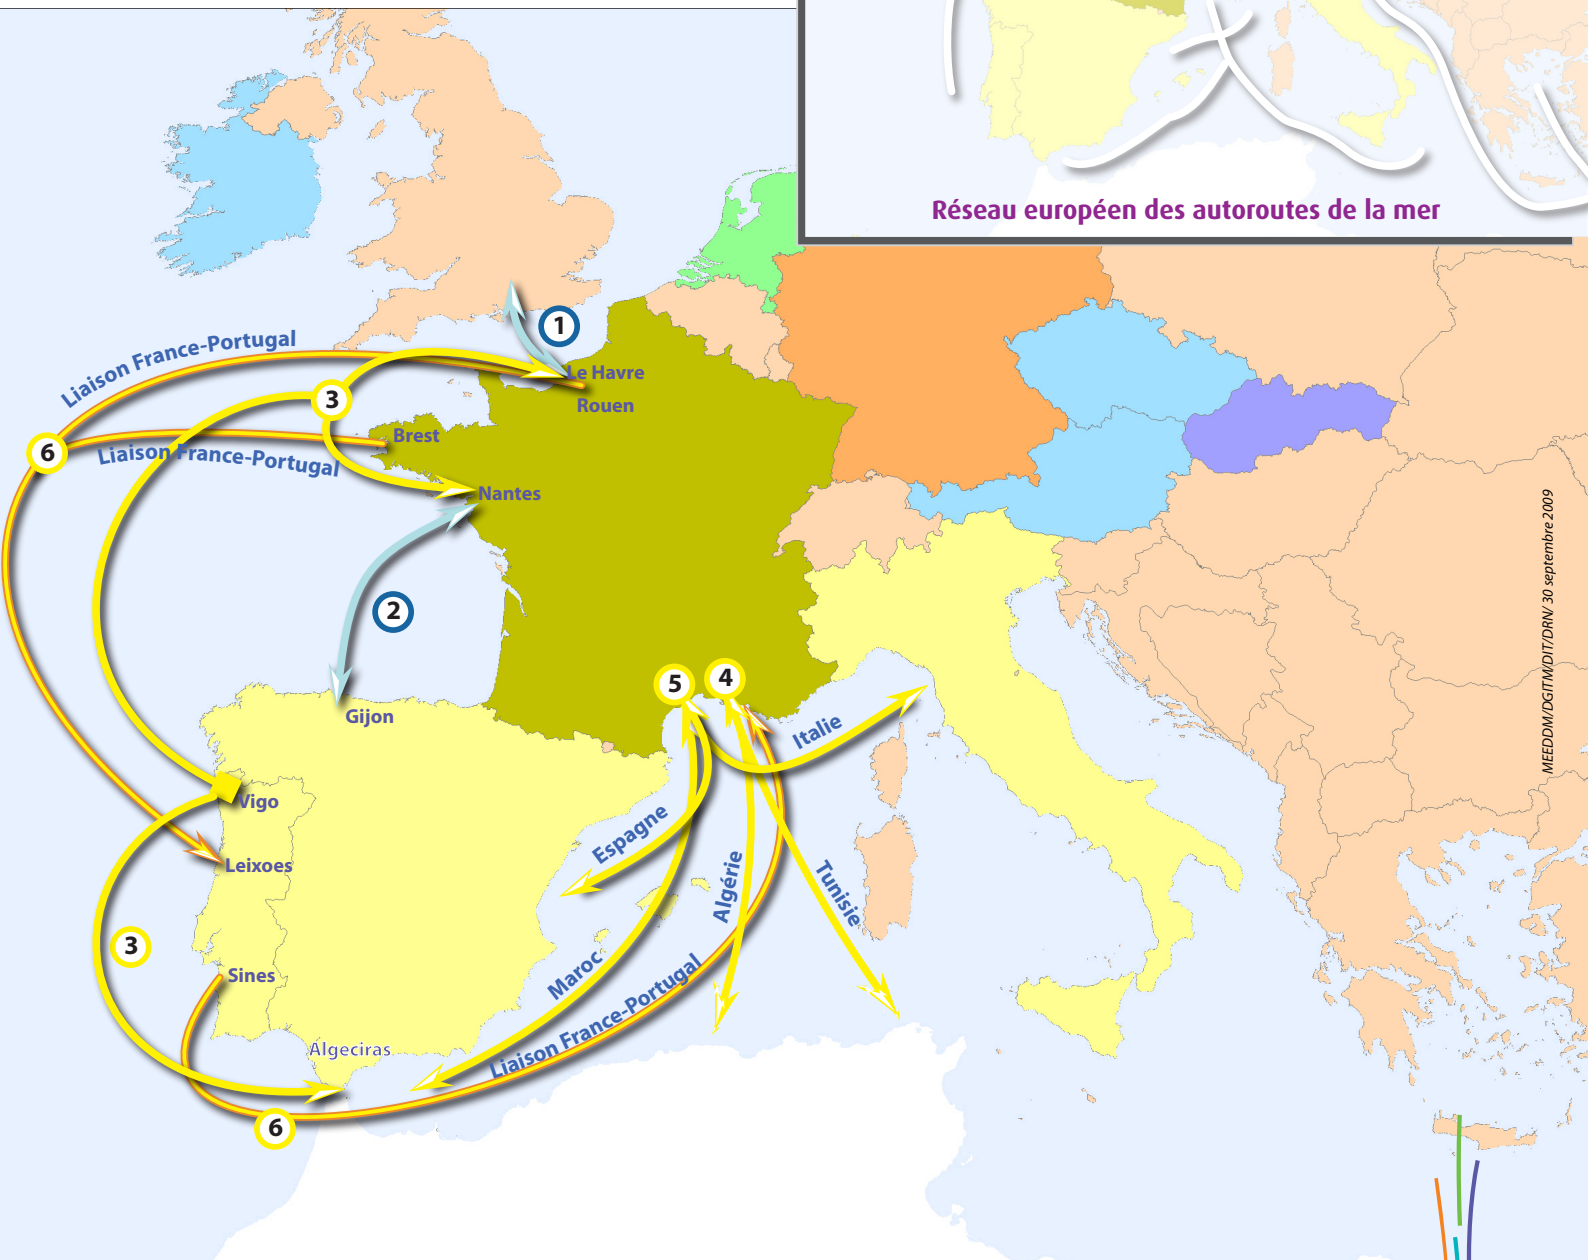 Réseau européen des autoroutes de la mer
1
Liaison France-Portugal
Le Havre
3
Rouen
Brest
6
Liaison France-Portugal
Nantes
MEEDDM/DGITM/DIT/DRN/ 30 septembre 2009
2
5
4
Gijon
Italie
Vigo
Espagne
Leixoes
Algérie
Tunisie
3
Sines
Maroc
Liaison France-Portugal
Algeciras
6